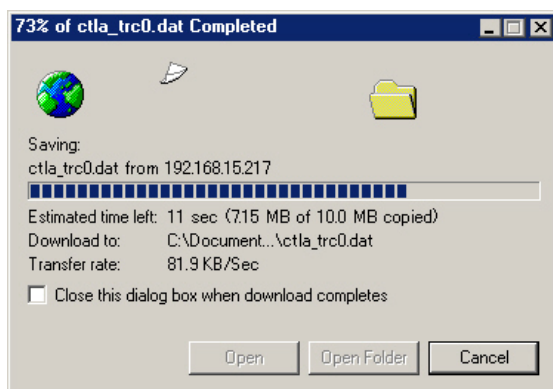 73% of ctla_trc0.dat Completed
Saving:
ctla_trc0.dat from 192.168.15.217
Estimated time left: 11 sec (7.15 MB of 10.0 MB copied)
Download to: C:\Document...\ctla_trc0.dat
Transfer rate: 81.9 KB/Sec
Close this dialog box when download completes
Open Open Folder Cancel